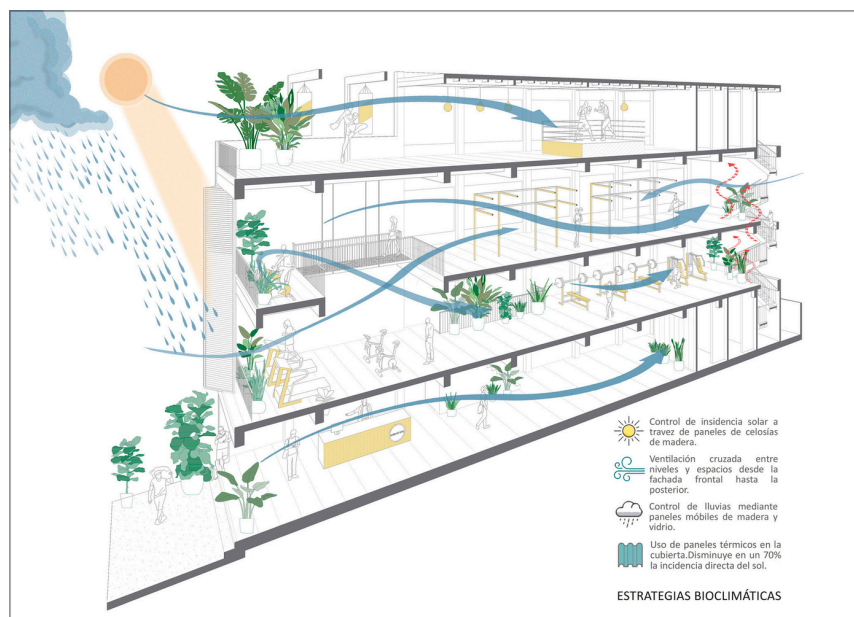 Control de insidencia solar a
travez de paneles de celosías
de madera.
Ventilación cruzada entre
niveles y espacios desde la
fachada frontal hasta la
posterior.
Control de lluvias mediante
paneles móbiles de madera y
vidrio.
Uso de paneles térmicos en la
cubierta.Disminuye en un 70%
la incidencia directa del sol.
ESTRATEGIAS BIOCLIMÁTICAS